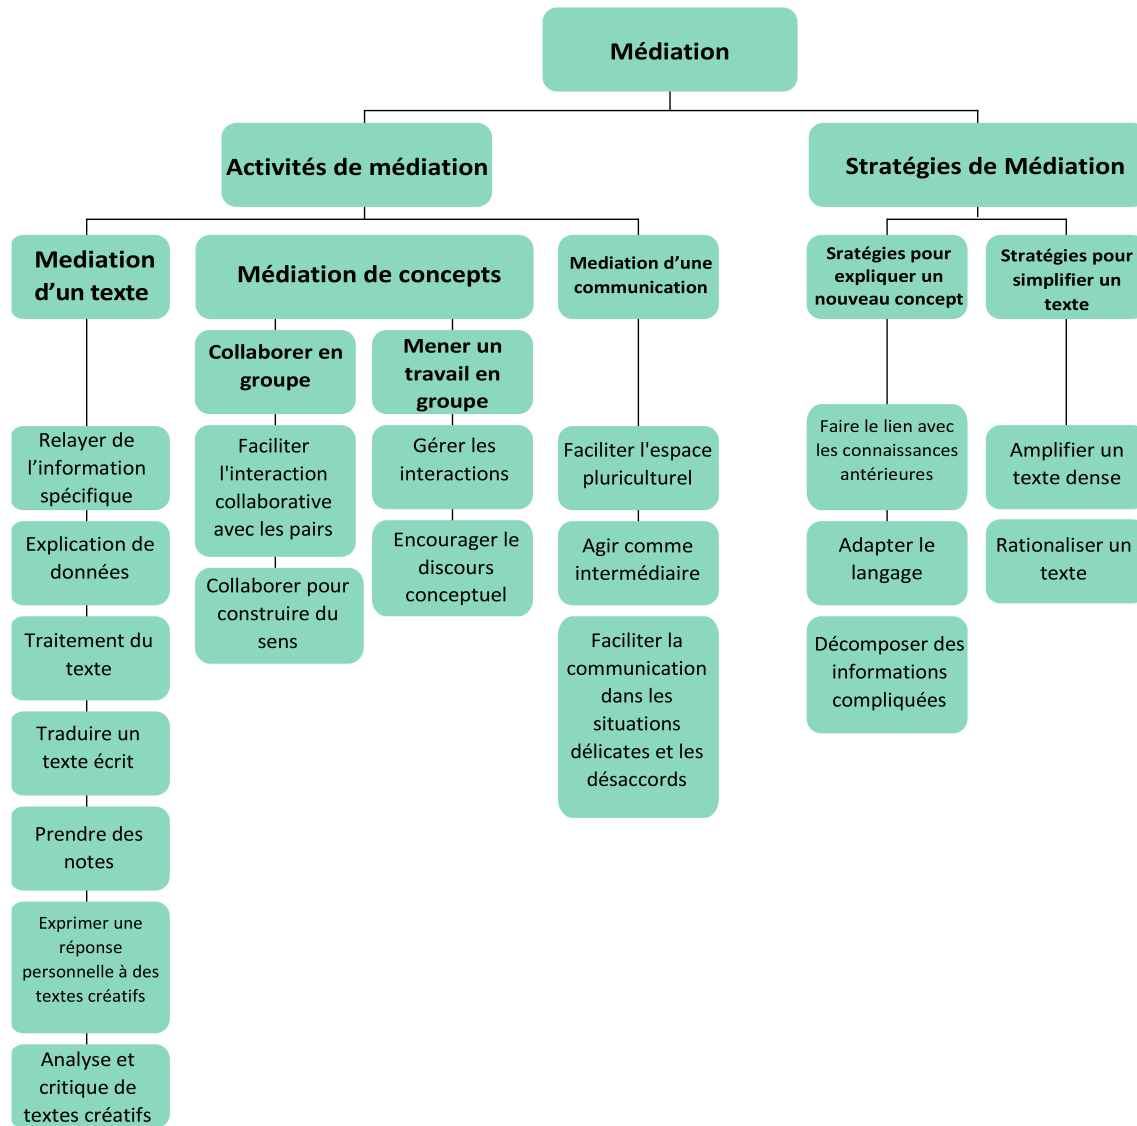 Médiation
Activités de médiation
Stratégies de Médiation
Mediation
d’un texte
Médiation de concepts
Mediation d’une
communication
Sratégies pour
expliquer un
nouveau concept
Stratégies pour
simplifier un
texte
Collaborer en
groupe
Mener un
travail en
groupe
Relayer de
l’information
spécifique
Explication de
données
Traitement du
texte
Traduire un
texte écrit
Prendre des
notes
Exprimer une
réponse
personnelle à des
textes créatifs
Analyse et
critique de
textes créatifs
Faciliter
l'interaction
collaborative
avec les pairs
Collaborer pour
construire du
sens
Gérer les
interactions
Encourager le
discours
conceptuel
Faciliter l'espace
pluriculturel
Agir comme
intermédiaire
Faciliter la
communication
dans les
situations
délicates et les
désaccords
Faire le lien avec
les connaissances
antérieures
Adapter le
langage
Décomposer des
informations
compliquées
Amplifier un
texte dense
Rationaliser un
texte